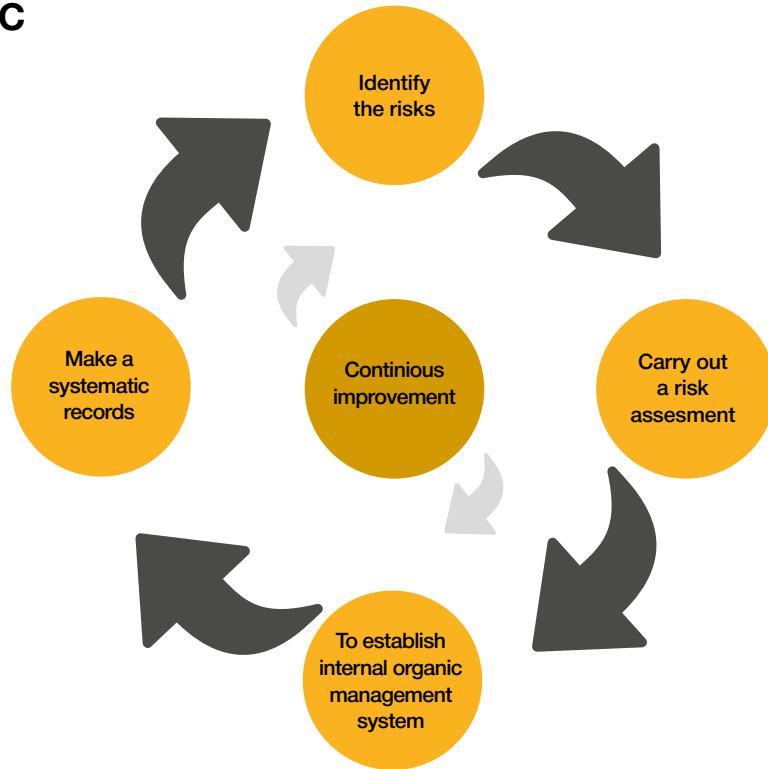 C
Identify
the risks
Make a
systematic
records
Continious
improvement
Carry out
a risk
assesment
To establish
internal organic
management
system